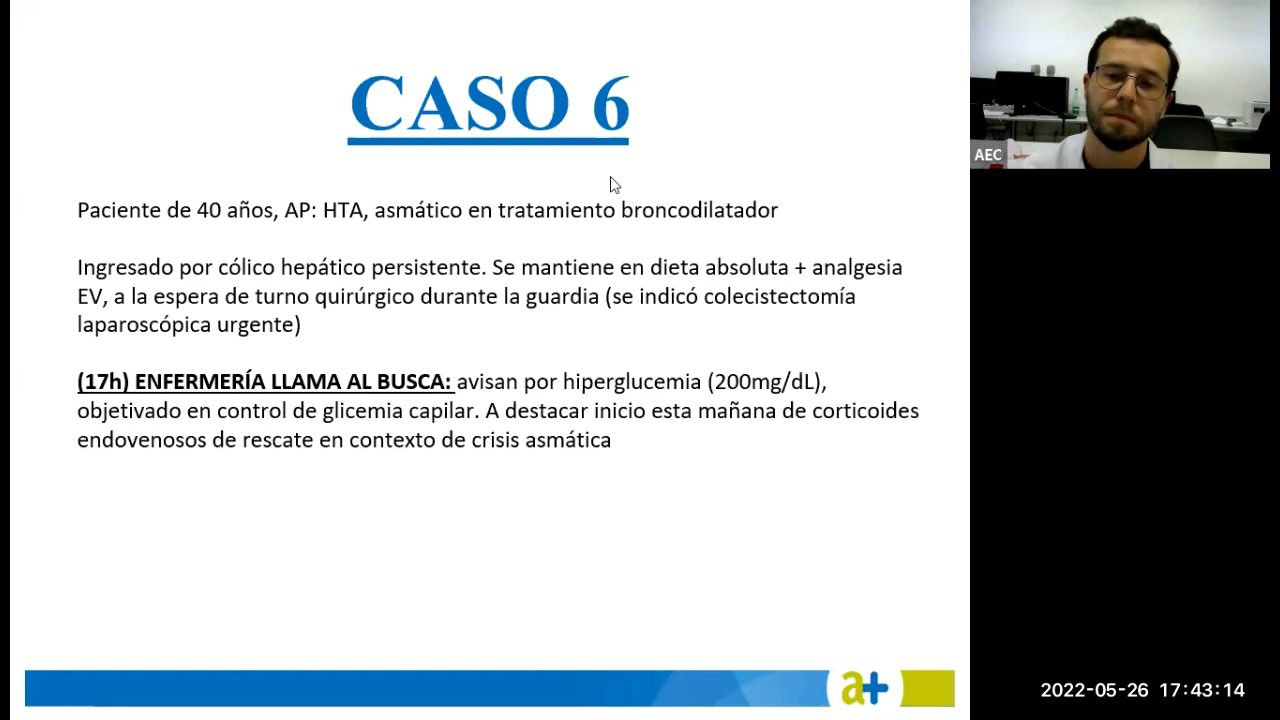 CASO 6
Paciente de 40 años, AP: HTA, asmático en tratamiento broncodilatador
Ingresado por cólico hepático persistente. Se mantiene en dieta absoluta + analgesia
EV, a la espera de turno quirúrgico durante la guardia (se indicó colecistectomía
laparoscópica urgente)
(17h) ENFERMERÍA LLAMA AL BUSCA: avisan por hiperglucemia (200mg/dL),
objetivado en control de glicemia capilar. A destacar inicio esta mañana de corticoides
endovenosos de rescate en contexto de crisis asmática
a+
AEC
2022-05-26 17:43:14